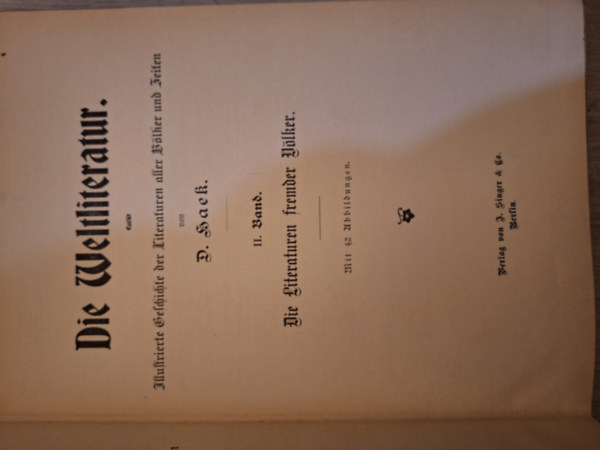 Die Weltliteratur.
Illustrierte Geschichte der Literaturen aller Völker und Zeiten
von
D. Haek.
II. Band.
Die Literaturen fremder Völker.
Mit 42 Abbildungen.
Verlag von J. Singer & Co.
Berlin.